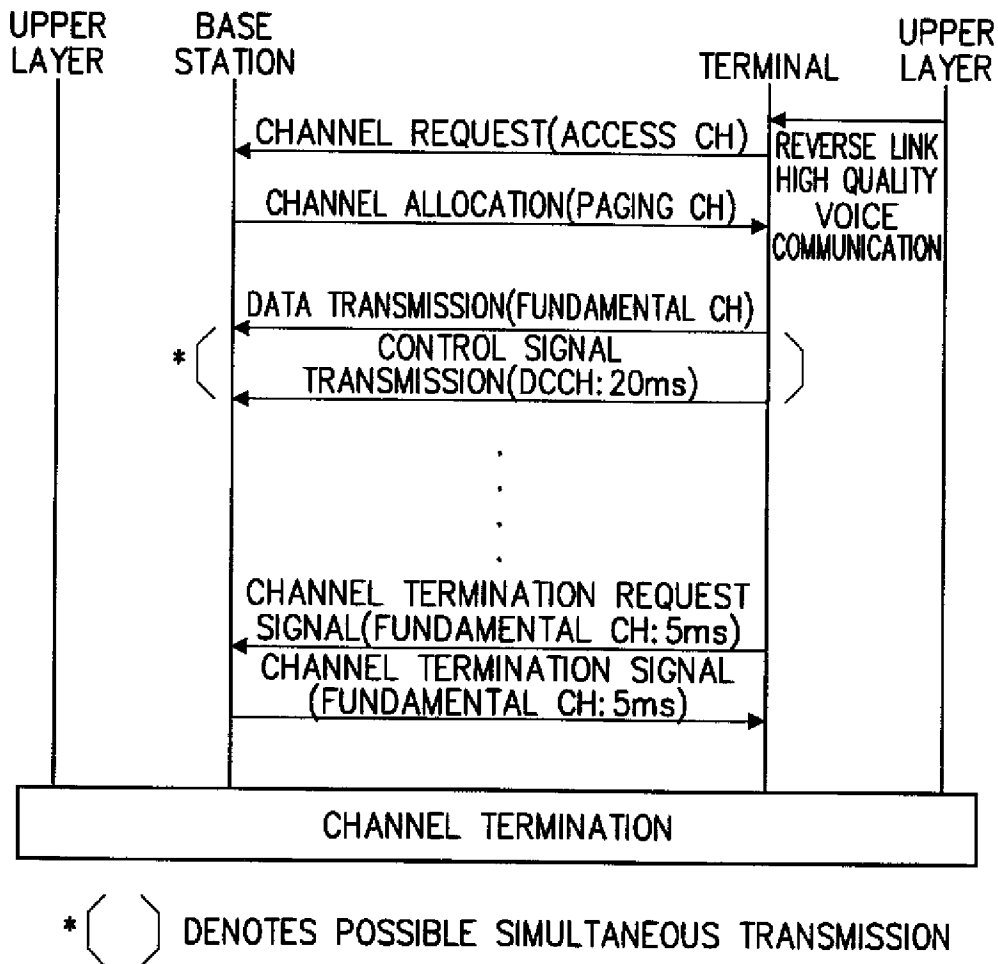 UPPER
LAYER
BASE
STATION
TERMINAL
UPPER
LAYER
CHANNEL REQUEST(ACCESS CH)
REVERSE LINK
HIGH QUALITY
VOICE
COMMUNICATION
CHANNEL ALLOCATION(PAGING CH)
DATA TRANSMISSION(FUNDAMENTAL CH)
*
CONTROL SIGNAL
TRANSMISSION(DCCH:20ms)
CHANNEL TERMINATION REQUEST
SIGNAL(FUNDAMENTAL CH:5ms)
CHANNEL TERMINATION SIGNAL
(FUNDAMENTAL CH:5ms)
CHANNEL TERMINATION
*( ) DENOTES POSSIBLE SIMULTANEOUS TRANSMISSION